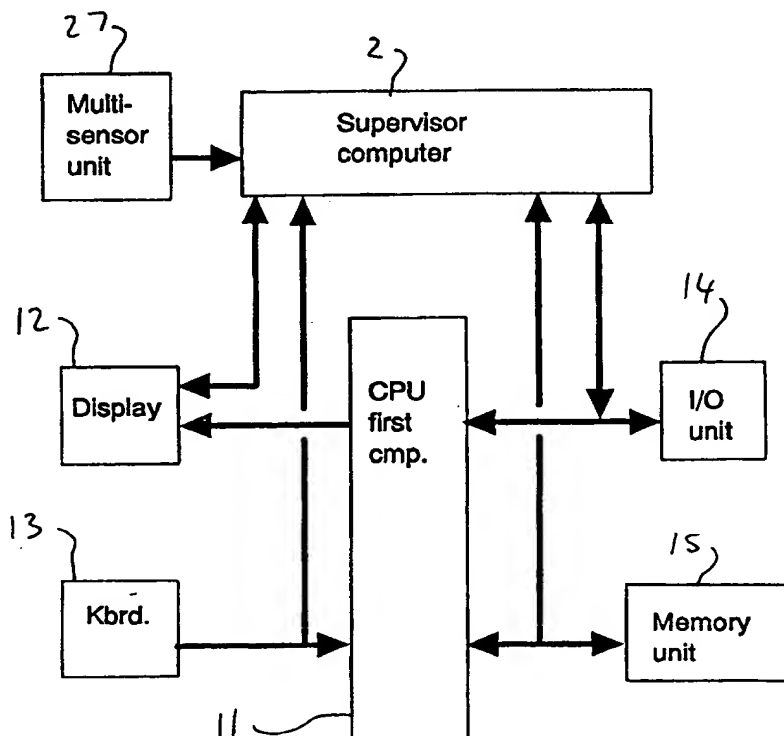 27
2
Multi-
sensor
unit
Supervisor
computer
12
14
Display
CPU
first
cmp.
I/O
unit
13
15
Kbrd.
Memory
unit
11